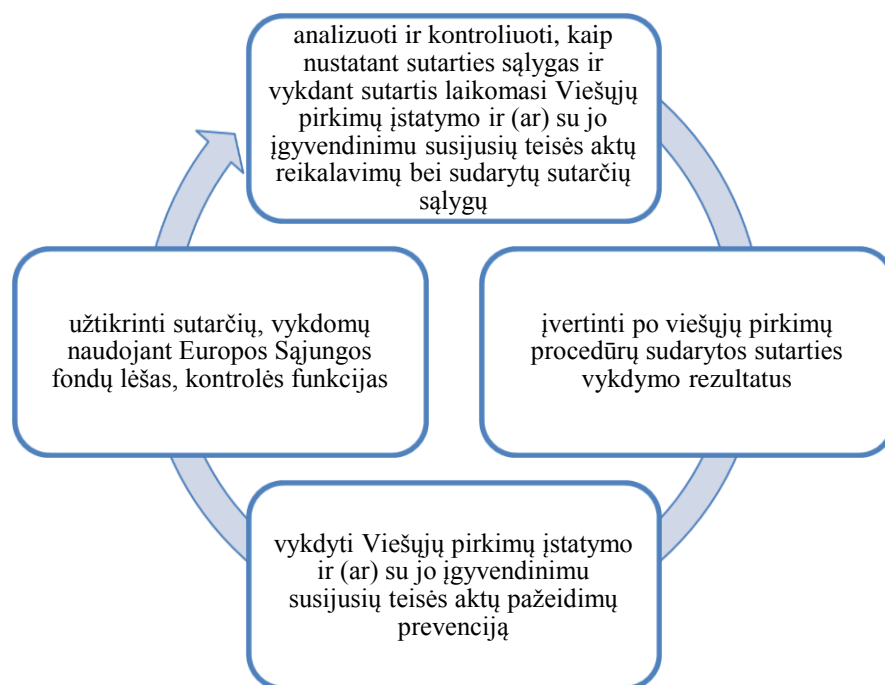 analizuoti ir kontroliuoti, kaip
nustatant sutarties sąlygas ir
vykdant sutartis laikomasi Viešųjų
pirkimų įstatymo ir (ar) su jo
įgyvendinimu susijusių teisės aktų
reikalavimų bei sudarytų sutarčių
sąlygų
įvertinti po viešųjų pirkimų
procedūrų sudarytos sutarties
vykdymo rezultatus
vykdyti Viešųjų pirkimų įstatymo
ir (ar) su jo įgyvendinimu
susijusių teisės aktų pažeidimų
prevenciją
užtikrinti sutarčių, vykdomų
naudojant Europos Sąjungos
fondų lėšas, kontrolės funkcijas